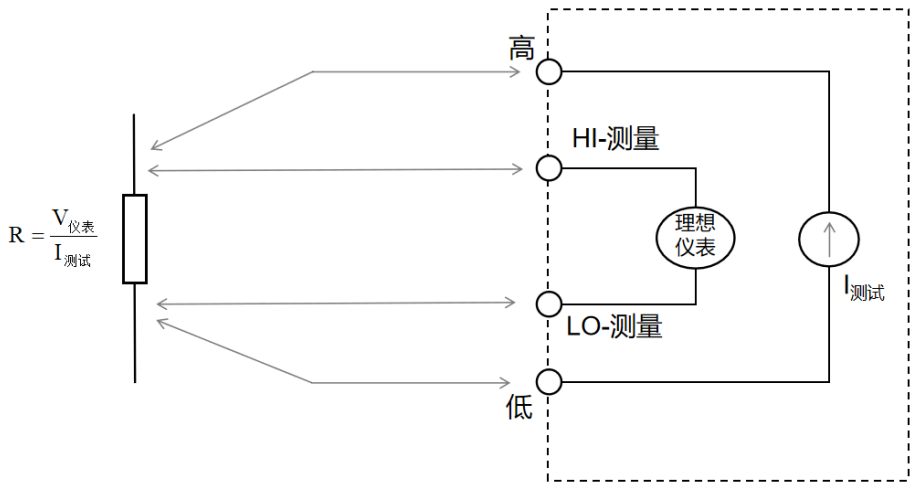 高
HI-测量
理想
仪表
R = V仪表 / I测试
I测试
LO-测量
低